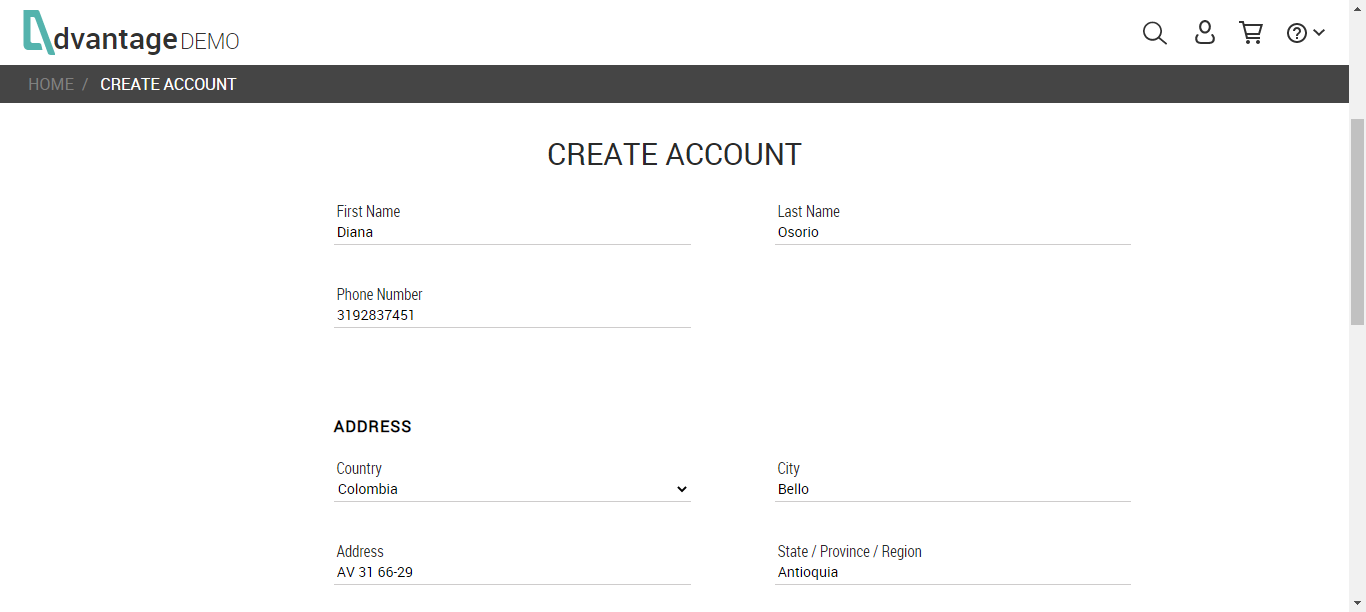 Advantage DEMO
HOME / CREATE ACCOUNT
CREATE ACCOUNT
First Name
Diana
Last Name
Osorio
Phone Number
3192837451
ADDRESS
Country
Colombia
City
Bello
Address
AV 31 66-29
State / Province / Region
Antioquia